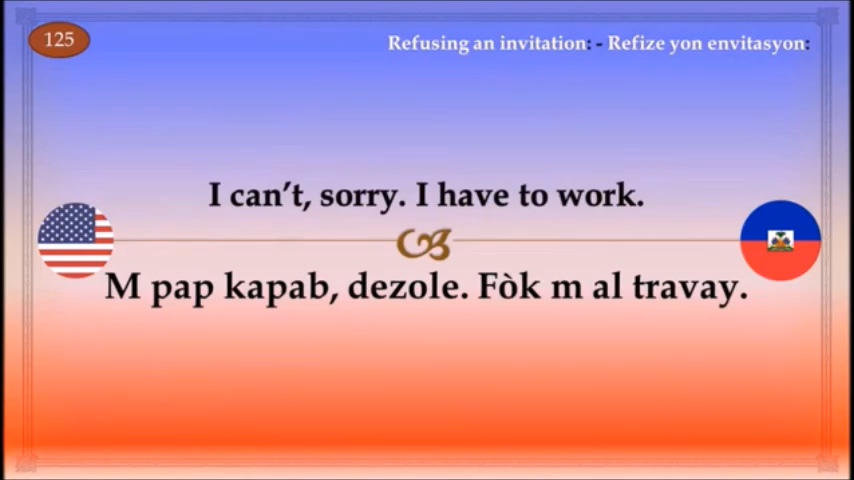 125
Refusing an invitation: - Refize yon envitasyon:
I can’t, sorry. I have to work.
M pap kapab, dezole. Fòk m al travay.